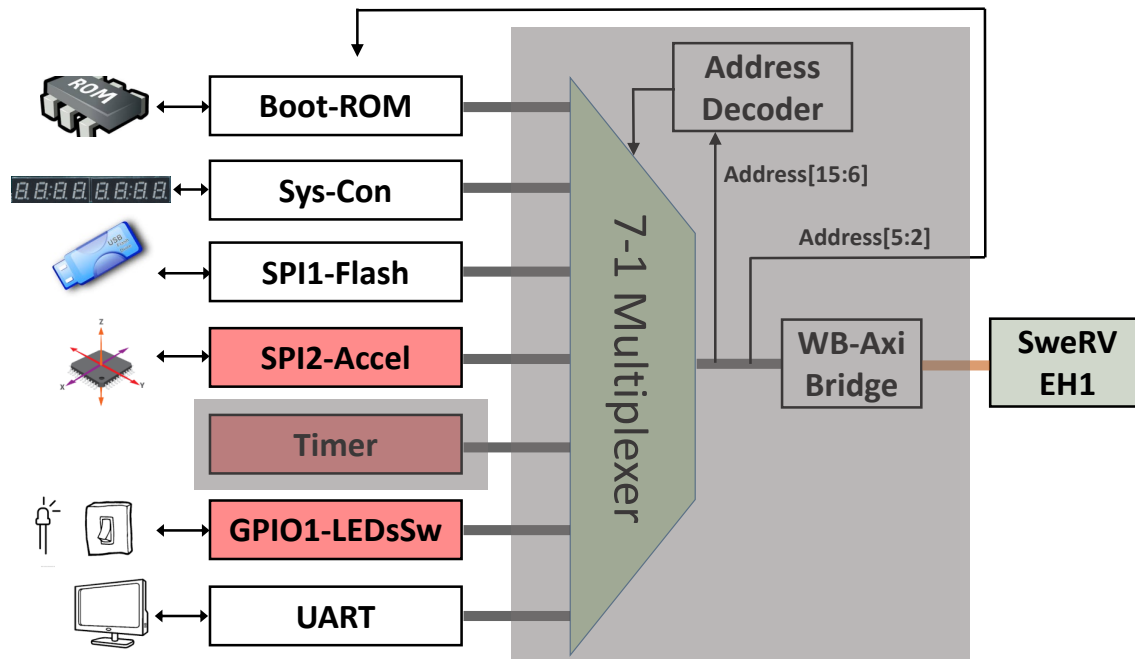 ROM
Boot-ROM
Address
Decoder
Sys-Con
Address[15:6]
USB
Address[5:2]
SPI1-Flash
7-1 Multiplexer
Z
SPI2-Accel
X
Y
WB-Axi
Bridge
SweRV
EH1
Timer
GPIO1-LEDsSw
UART